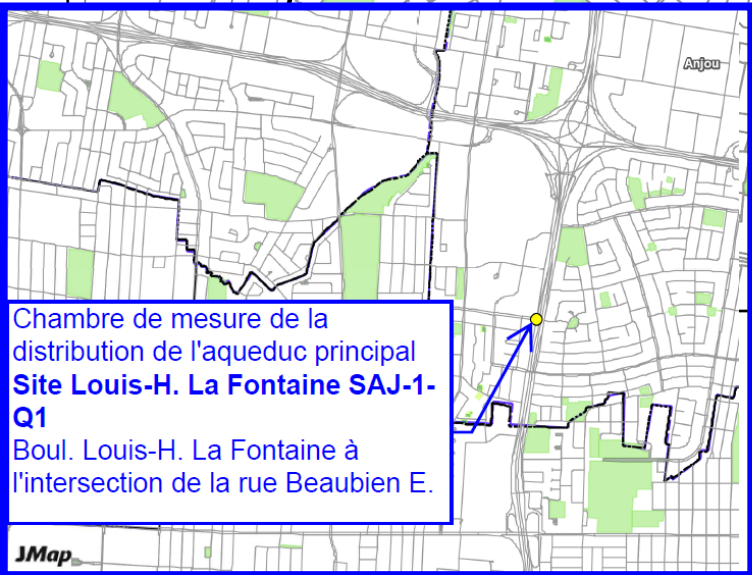 Anjou
Chambre de mesure de la
distribution de l'aqueduc principal
Site Louis-H. La Fontaine SAJ-1-
Q1
Boul. Louis-H. La Fontaine à
l'intersection de la rue Beaubien E.
JMap